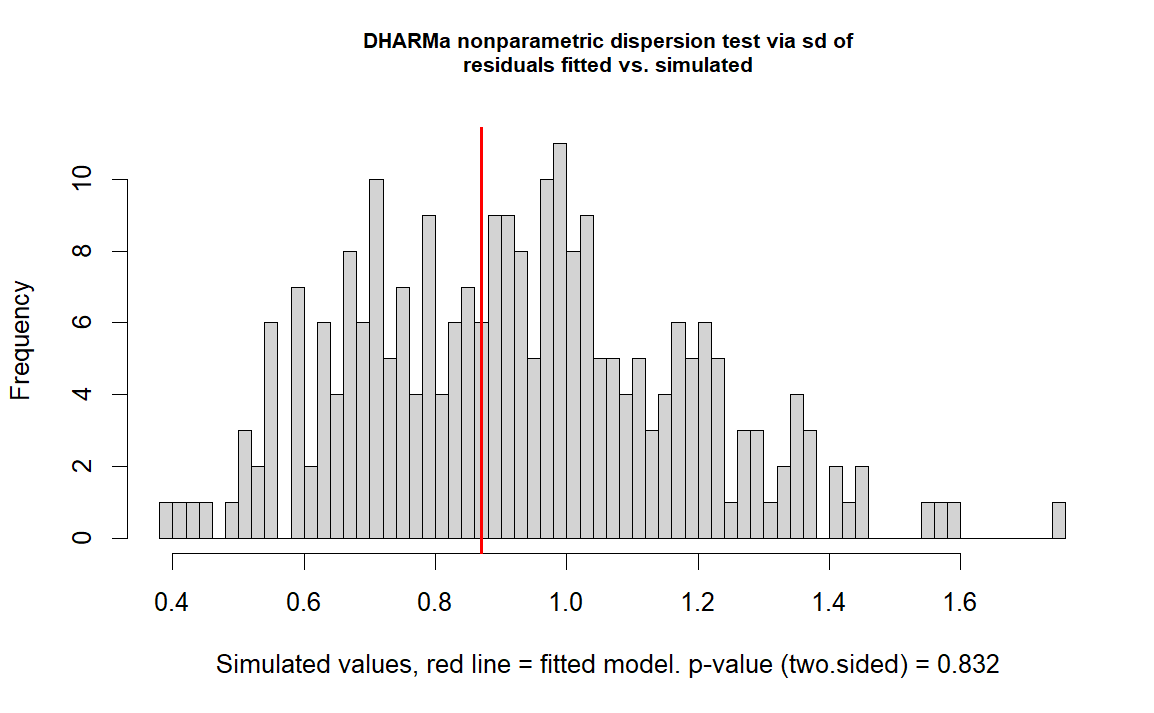 DHARMa nonparametric dispersion test via sd of
residuals fitted vs. simulated
Frequency
10
8
6
4
2
0
0.4 0.6 0.8 1.0 1.2 1.4 1.6
Simulated values, red line = fitted model. p-value (two.sided) = 0.832